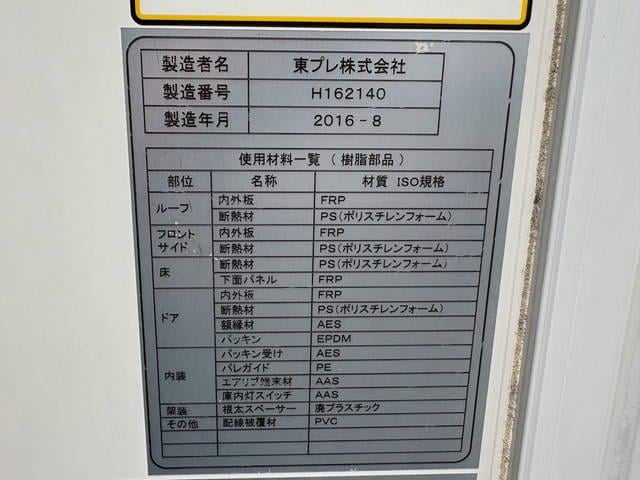 製造者名 東プレ株式会社
製造番号 H162140
製造年月 2016-8
使用材料一覧(樹脂部品)
部位 名称 材質 ISO規格
ルーフ 内外板 FRP
断熱材 PS(ポリスチレンフォーム)
フロント サイド 内外板 FRP
断熱材 PS(ポリスチレンフォーム)
床 断熱材 PS(ポリスチレンフォーム)
下面パネル FRP
ドア 内外板 FRP
断熱材 PS(ポリスチレンフォーム)
額縁材 AES
パッキン EPDM
内装 パッキン受け AES
パレガイド PE
エアリブ端末材 AAS
庫内灯スイッチ AAS
架装 根太スペーサー 廃プラスチック
その他 配線被覆材 PVC